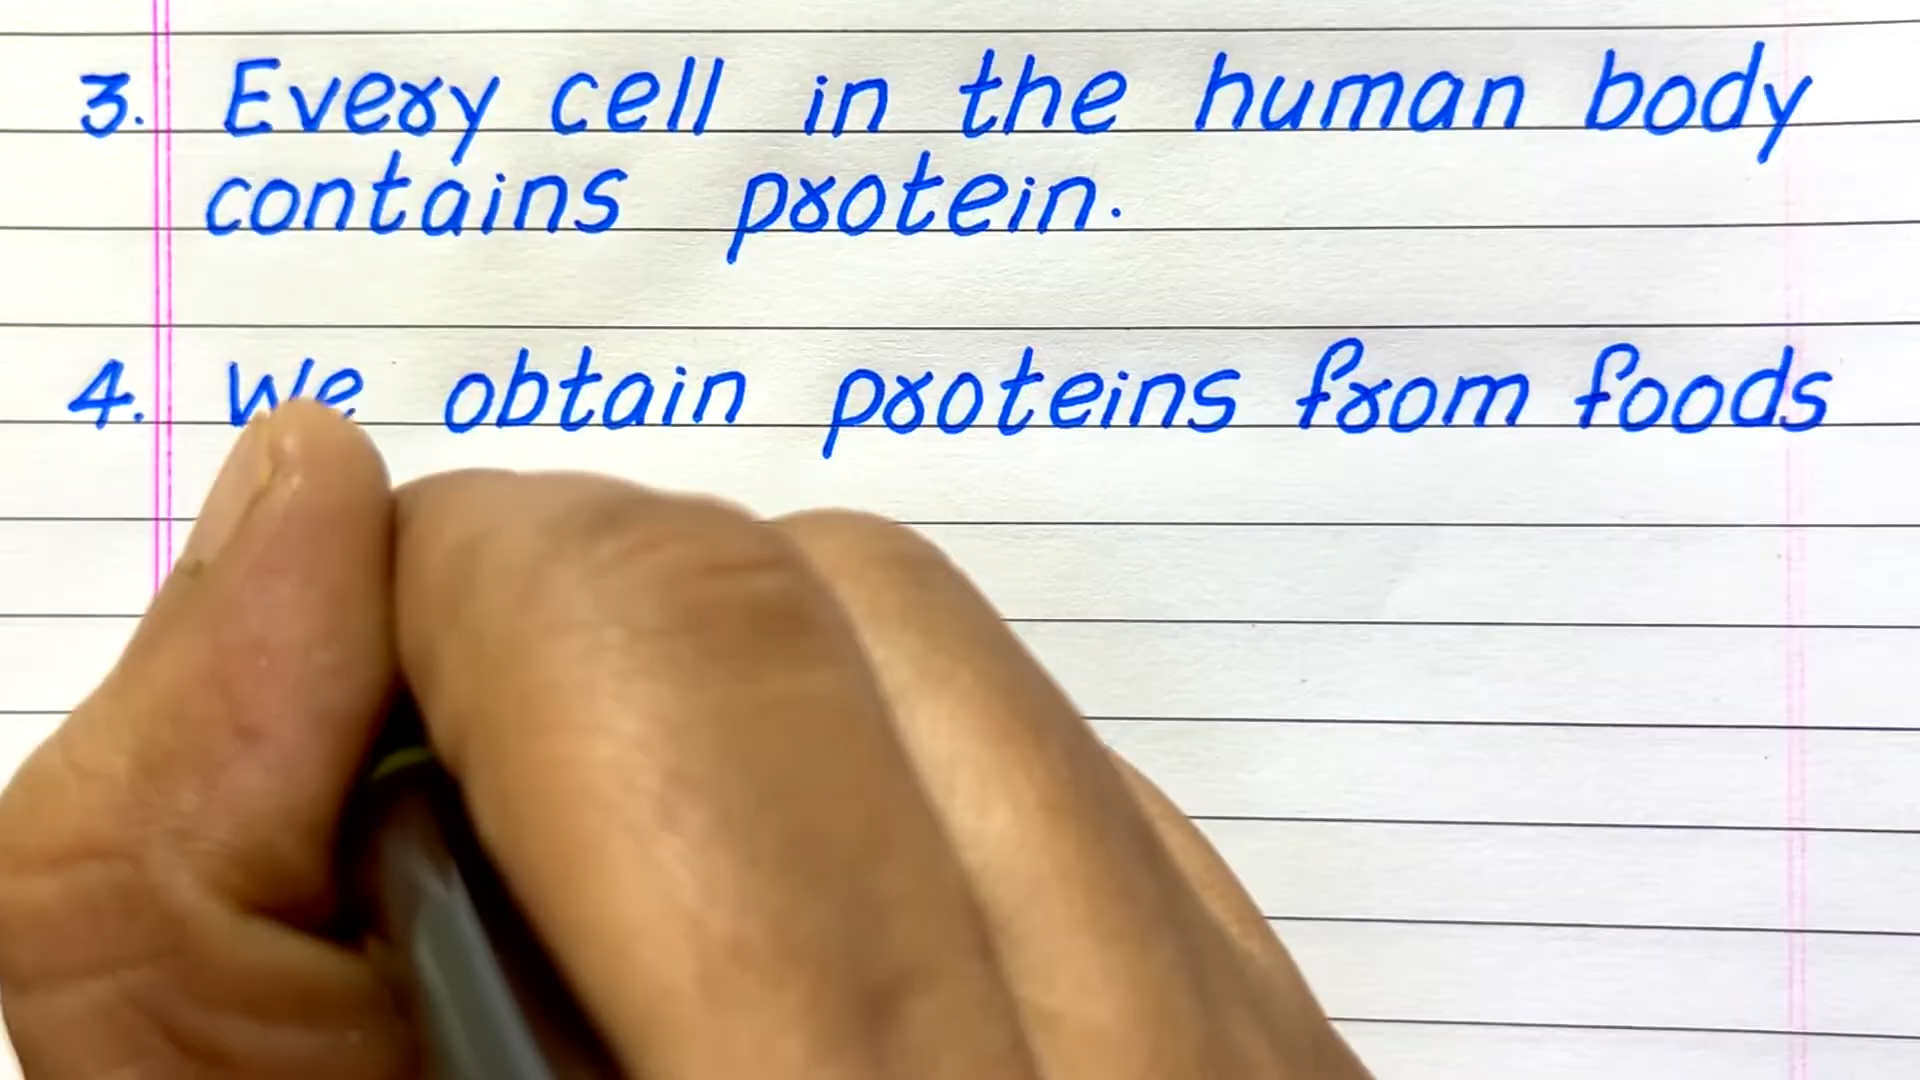 3. Every cell in the human body
contains protein.
4. We obtain proteins from foods